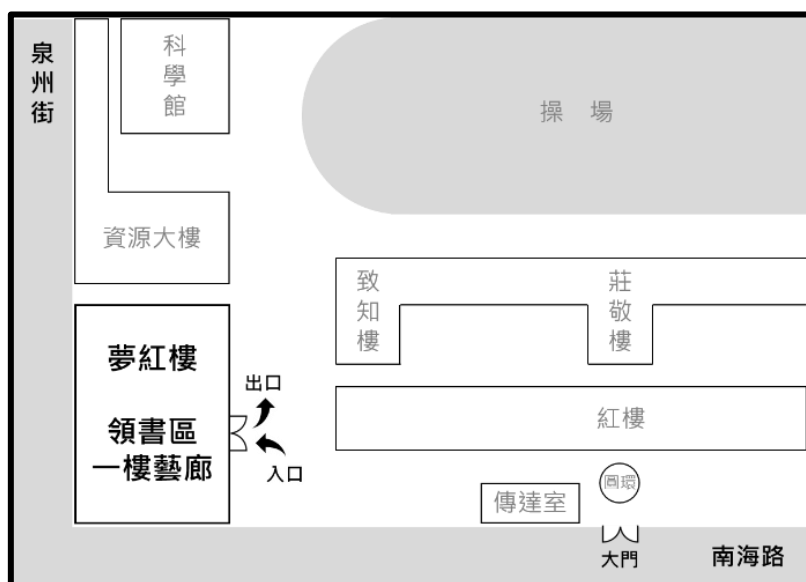 泉州街
科學館
操場
資源大樓
致知樓
莊敬樓
夢紅樓
出口
領書區
一樓藝廊
入口
紅樓
圓環
傳達室
大門
南海路